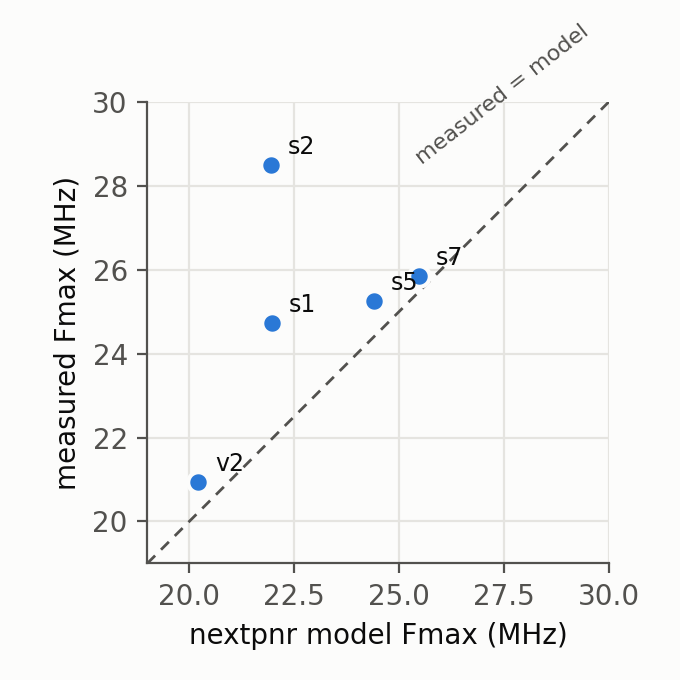 measured = model
30
s2
28
s7
26
s5
s1
24
22
v2
20
measured Fmax (MHz)
20.0 22.5 25.0 27.5 30.0
nextpnr model Fmax (MHz)